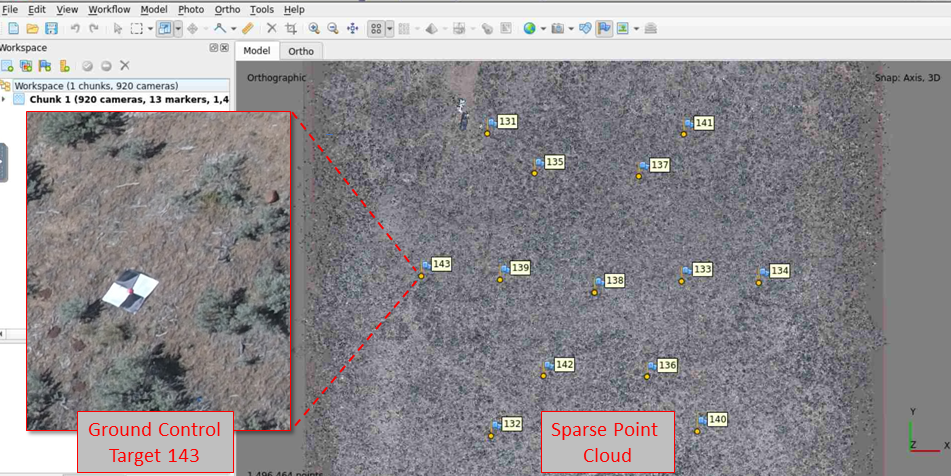 File Edit View Workflow Model Photo Ortho Tools Help
Workspace
Model Ortho
Workspace (1 chunks, 920 cameras)
Chunk 1 (920 cameras, 13 markers, 1,4
Orthographic
Snap: Axis, 3D
131
141
135
137
143
139
138
133
134
142
136
132
140
Ground Control
Target 143
Sparse Point
Cloud
Y
Z
X
1,496,464 points